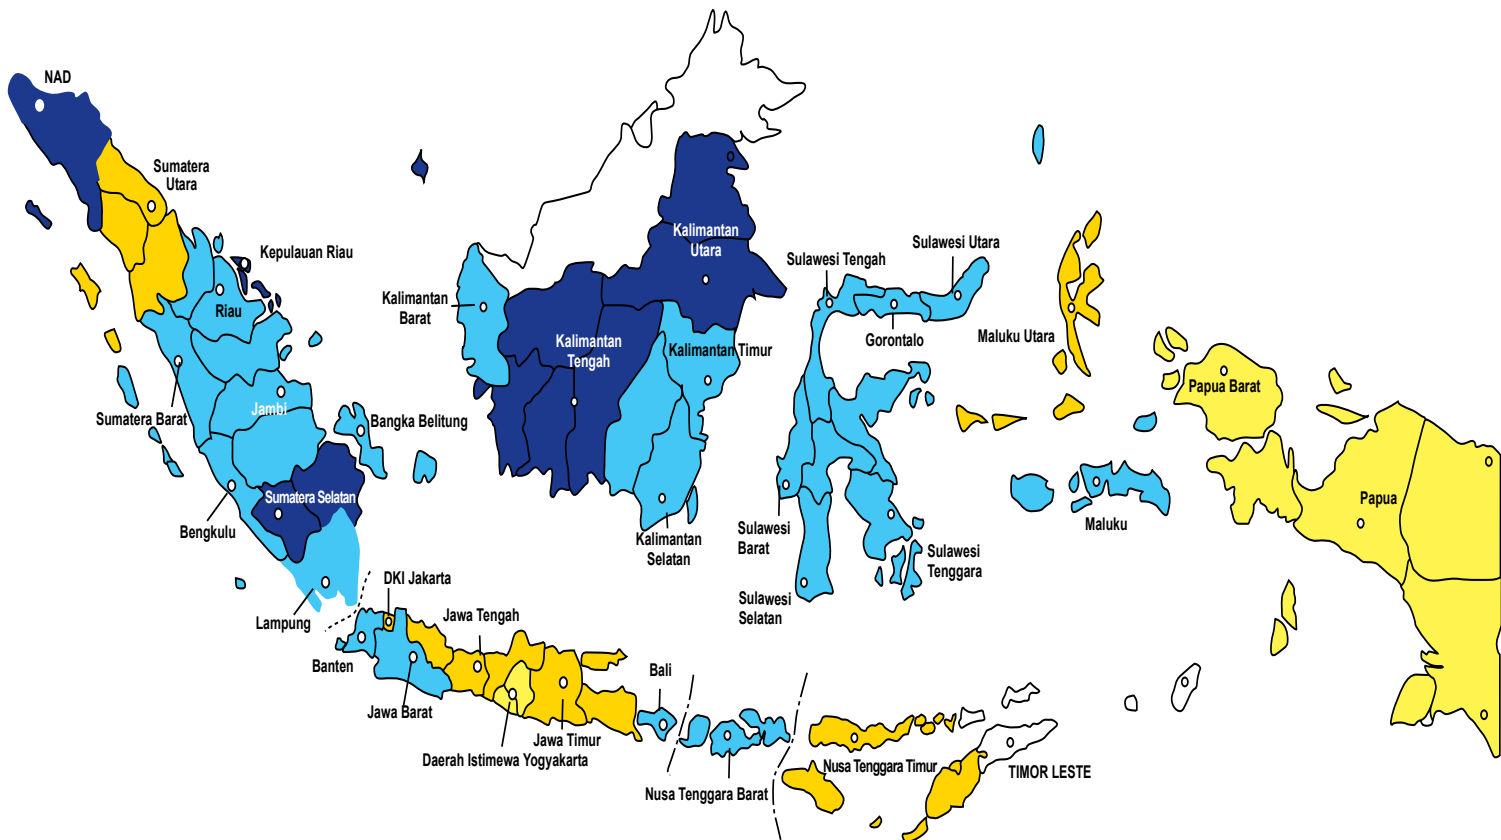 NAD
Sumatera
Utara
Kepulauan Riau
Riau
Sumatera Barat
Jambi
Bangka Belitung
Sumatera Selatan
Bengkulu
Lampung
Kalimantan
Barat
Kalimantan
Utara
Kalimantan
Tengah
Kalimantan Timur
Kalimantan
Selatan
Sulawesi Tengah
Sulawesi Utara
Gorontalo
Sulawesi
Barat
Sulawesi
Tenggara
Sulawesi
Selatan
Maluku Utara
Maluku
Papua Barat
Papua
DKI Jakarta
Banten
Jawa Tengah
Jawa Barat
Daerah Istimewa Yogyakarta
Jawa Timur
Bali
Nusa Tenggara Barat
Nusa Tenggara Timur
TIMOR LESTE